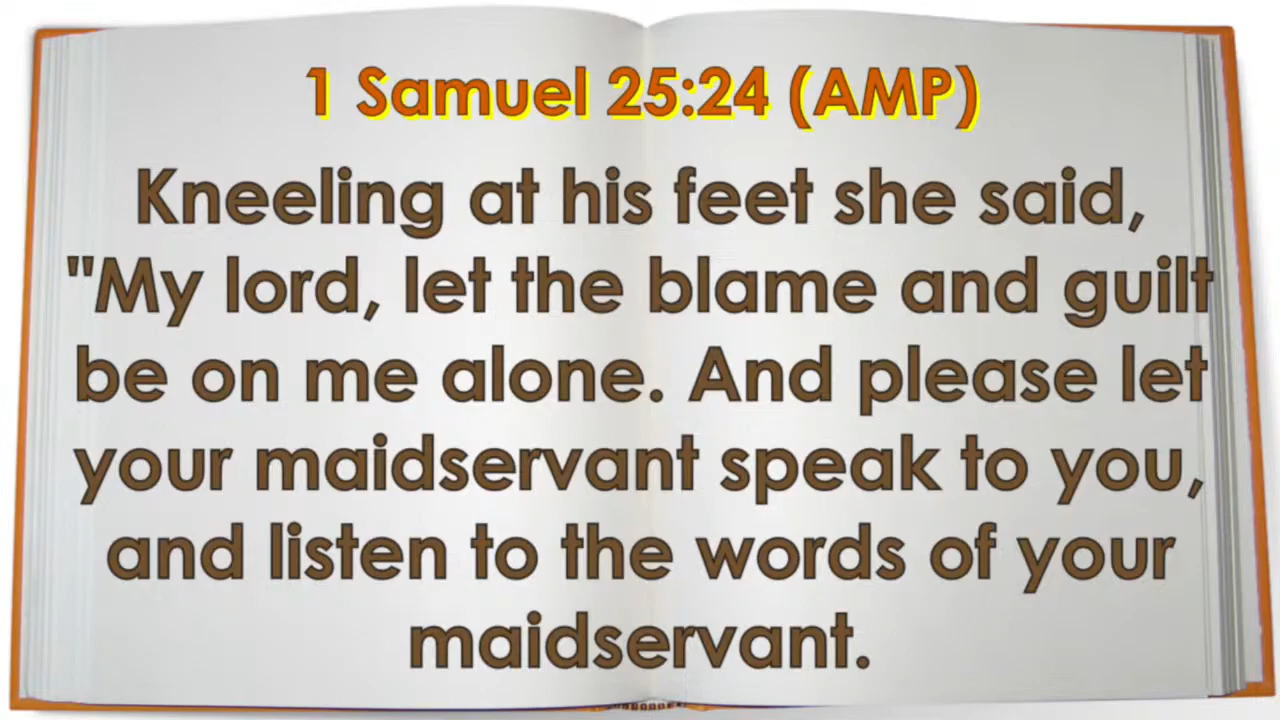 1 Samuel 25:24 (AMP)
Kneeling at his feet she said,
"My lord, let the blame and guilt
be on me alone. And please let
your maidservant speak to you,
and listen to the words of your
maidservant.